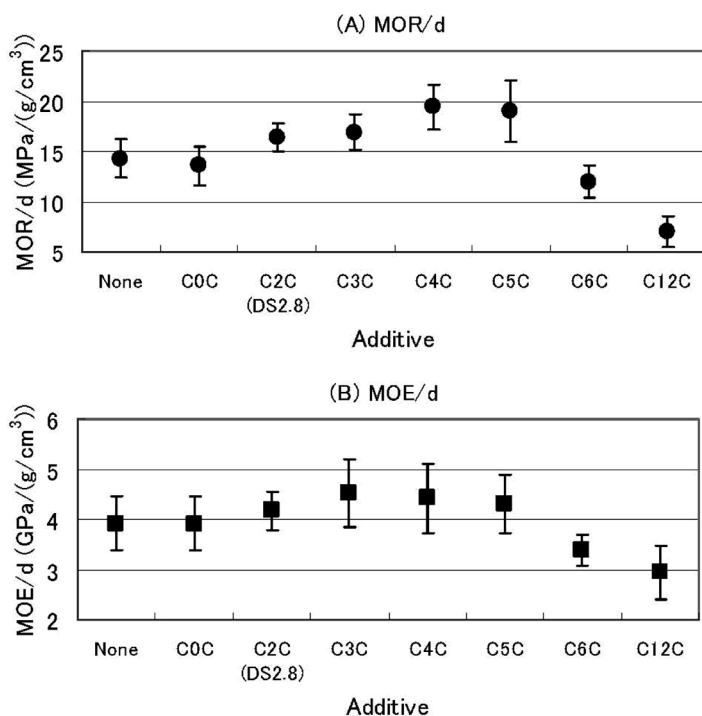 (A) MOR/d
MOR/d (MPa/(g/cm³))
25
20
15
10
5
None C0C C2C C3C C4C C5C C6C C12C
(DS2.8)
Additive
(B) MOE/d
MOE/d (GPa/(g/cm³))
6
5
4
3
2
None C0C C2C C3C C4C C5C C6C C12C
(DS2.8)
Additive